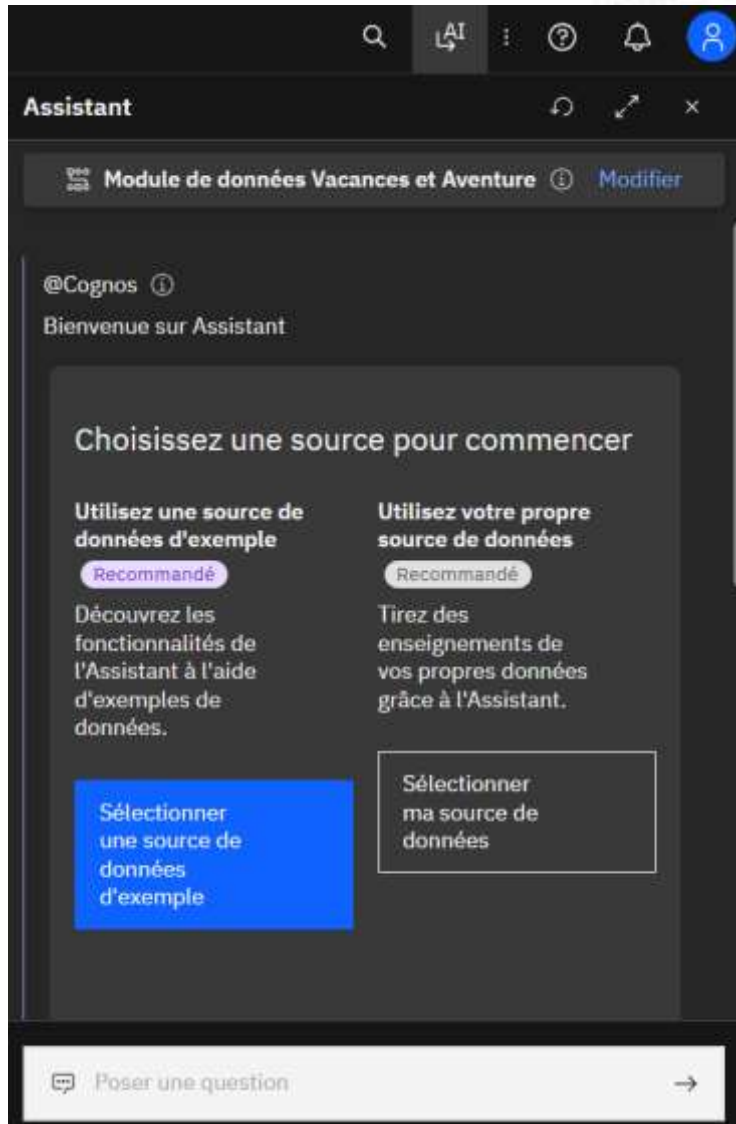 AI
Assistant
Module de données Vacances et Aventure Modifier
@Cognos
Bienvenue sur Assistant
Choisissez une source pour commencer
Utilisez une source de
données d'exemple
Recommandé
Découvrez les
fonctionnalités de
l'Assistant à l'aide
d'exemples de
données.
Sélectionner
une source de
données
d'exemple
Utilisez votre propre
source de données
Recommandé
Tirez des
enseignements de
vos propres données
grâce à l'Assistant.
Sélectionner
ma source de
données
Poser une question